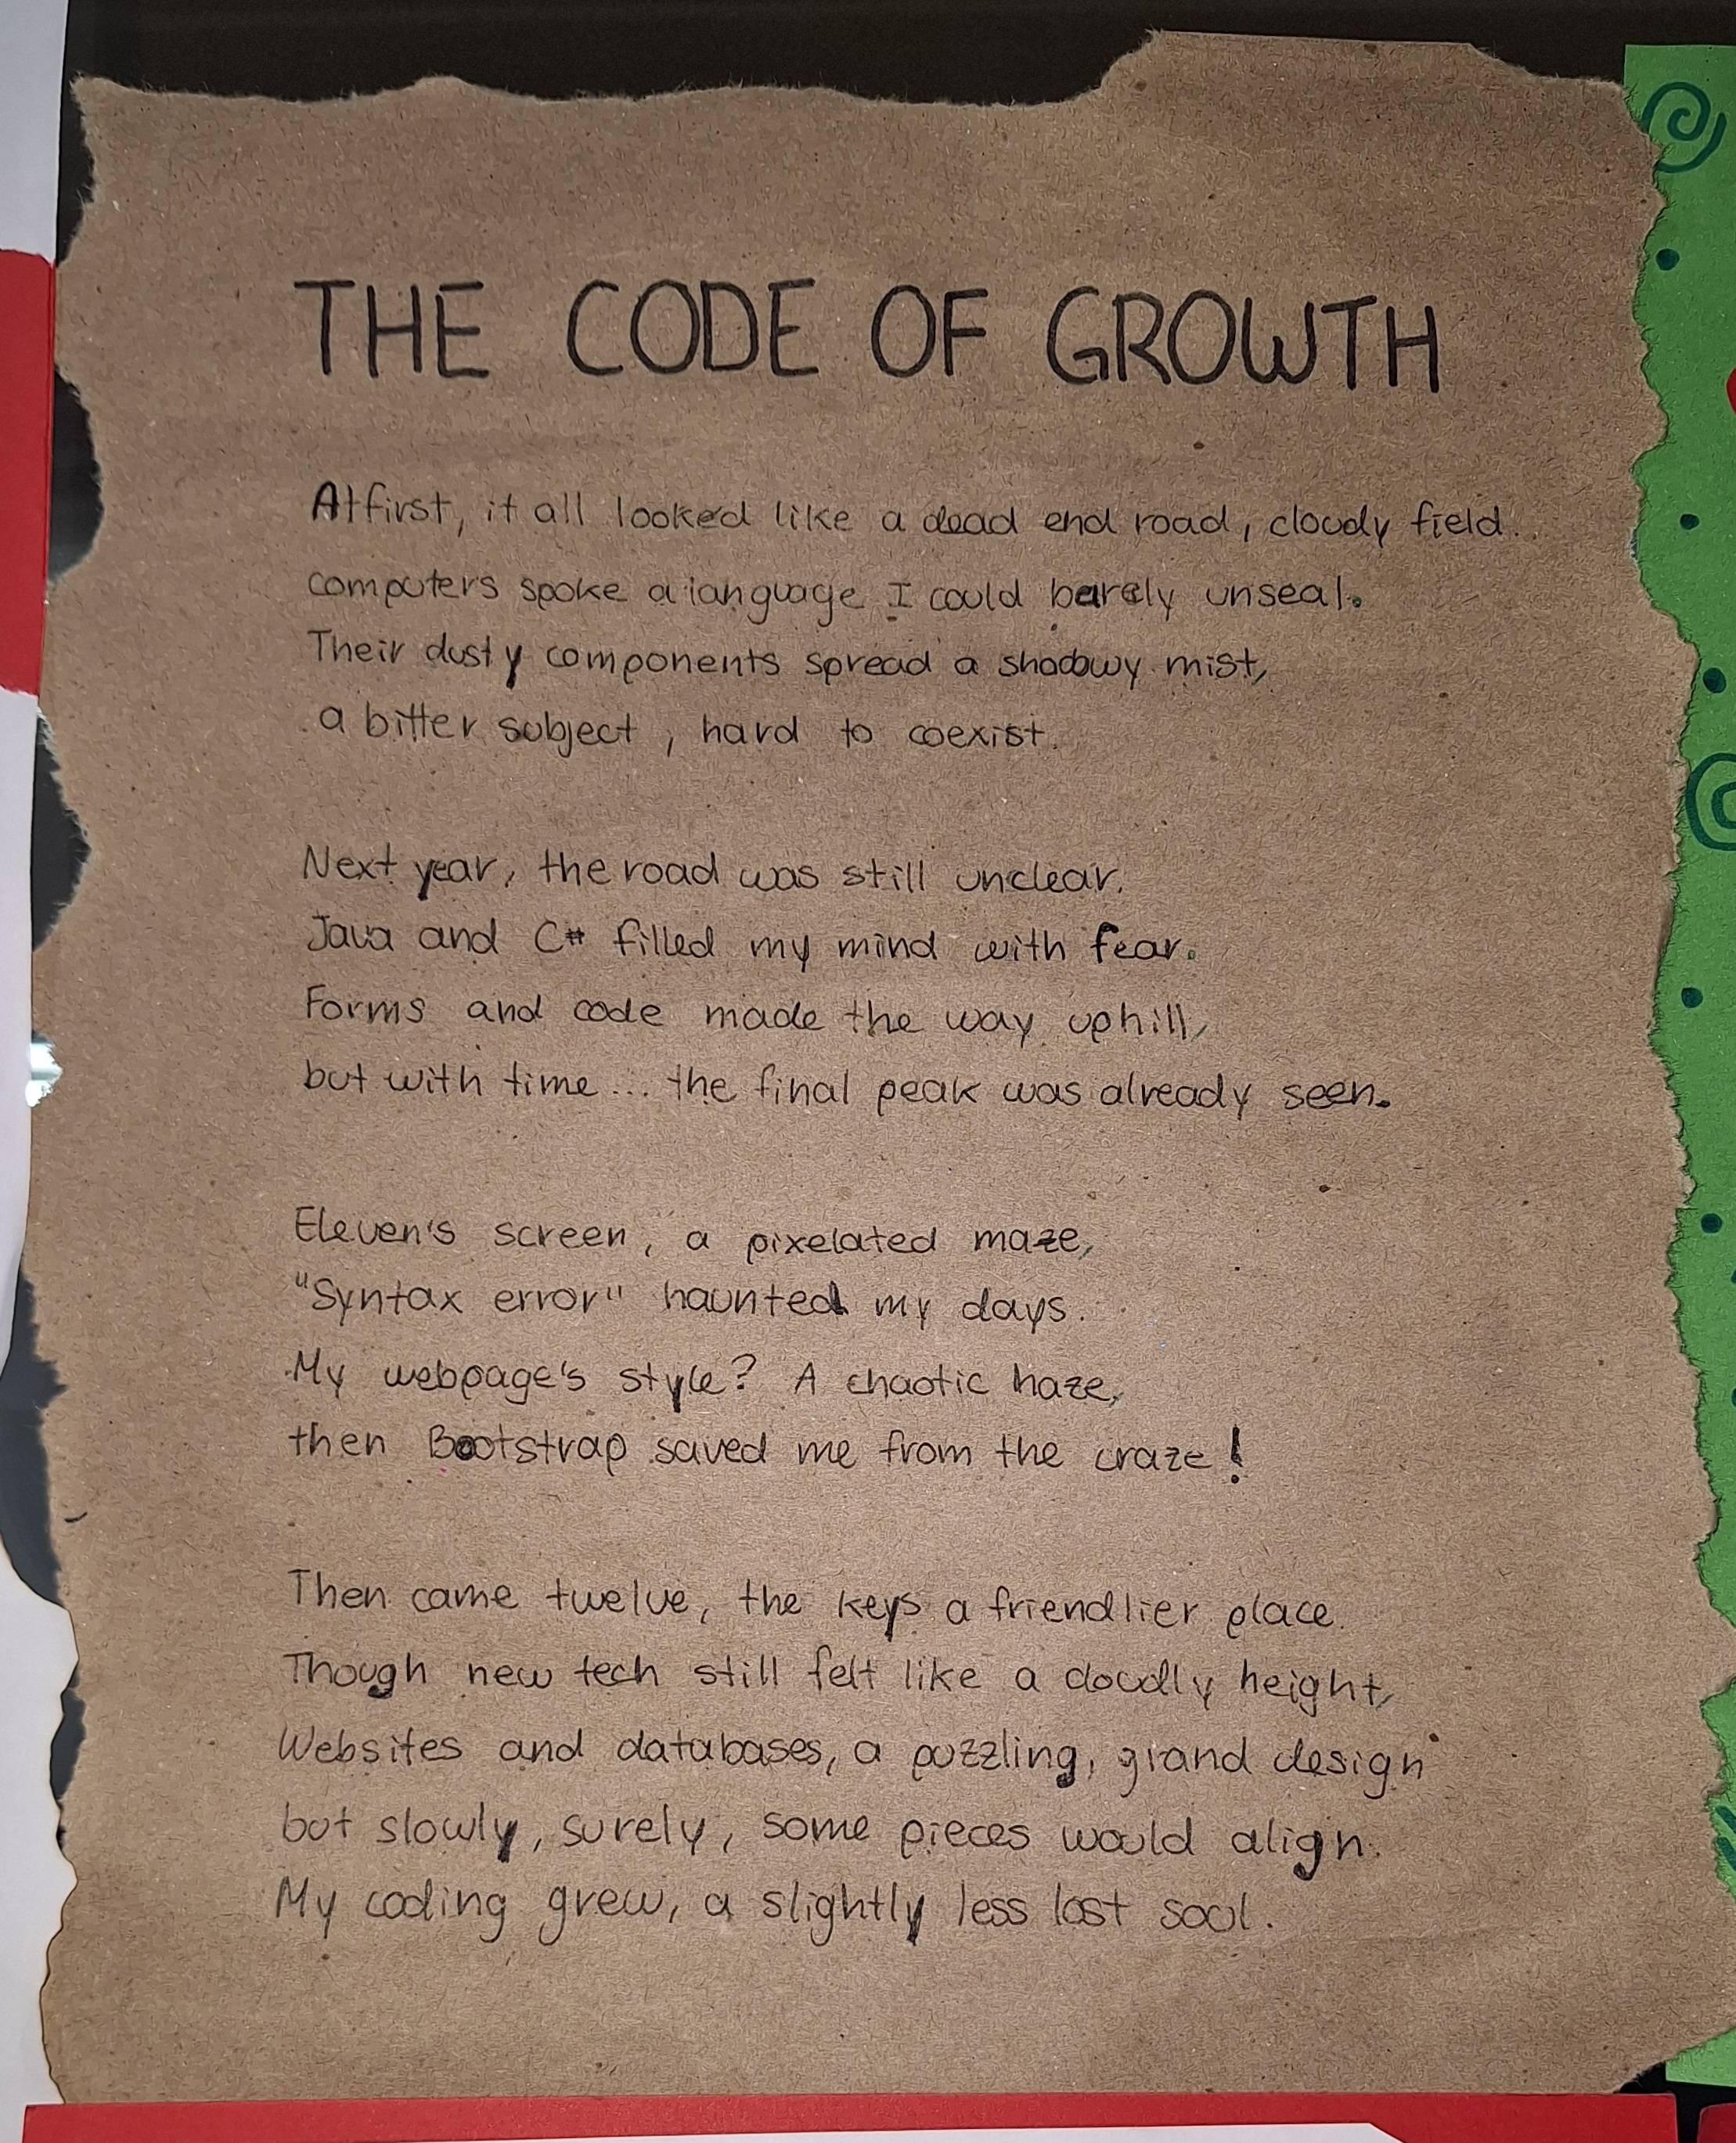 THE CODE OF GROWTH
At first, it all looked like a dead end road, cloudy field.
computers spoke a language I could barely unseal.
Their dusty components spread a shadowy mist,
a bitter subject, hard to coexist.
Next year, the road was still unclear.
Java and C# filled my mind with fear.
Forms and code made the way uphill,
but with time... the final peak was already seen.
Eleven's screen, a pixelated maze,
"Syntax error" haunted my days.
My webpage's style? A chaotic haze,
then Bootstrap saved me from the craze!
Then came twelve, the keys a friendlier place.
Though new tech still felt like a cloudly height,
Websites and databases, a puzzling, grand design
but slowly, surely, some pieces would align.
My coding grew, a slightly less lost soul.